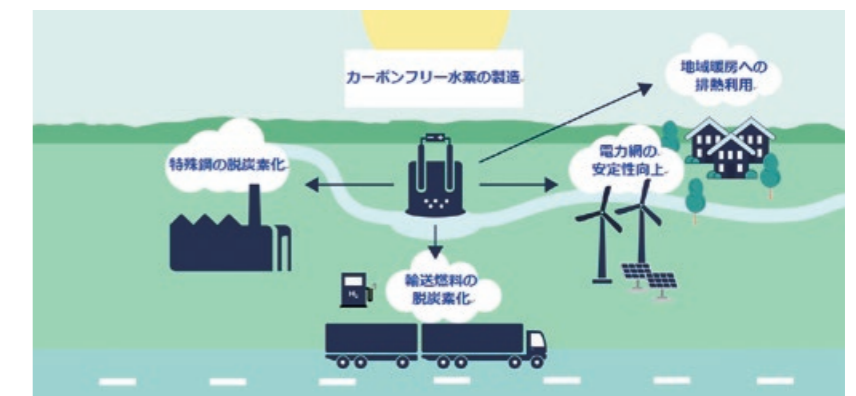 カーボンフリー水素の製造
地域暖房への
排熱利用
特殊鋼の脱炭素化
電力網の
安定性向上
輸送燃料の
脱炭素化
H₂